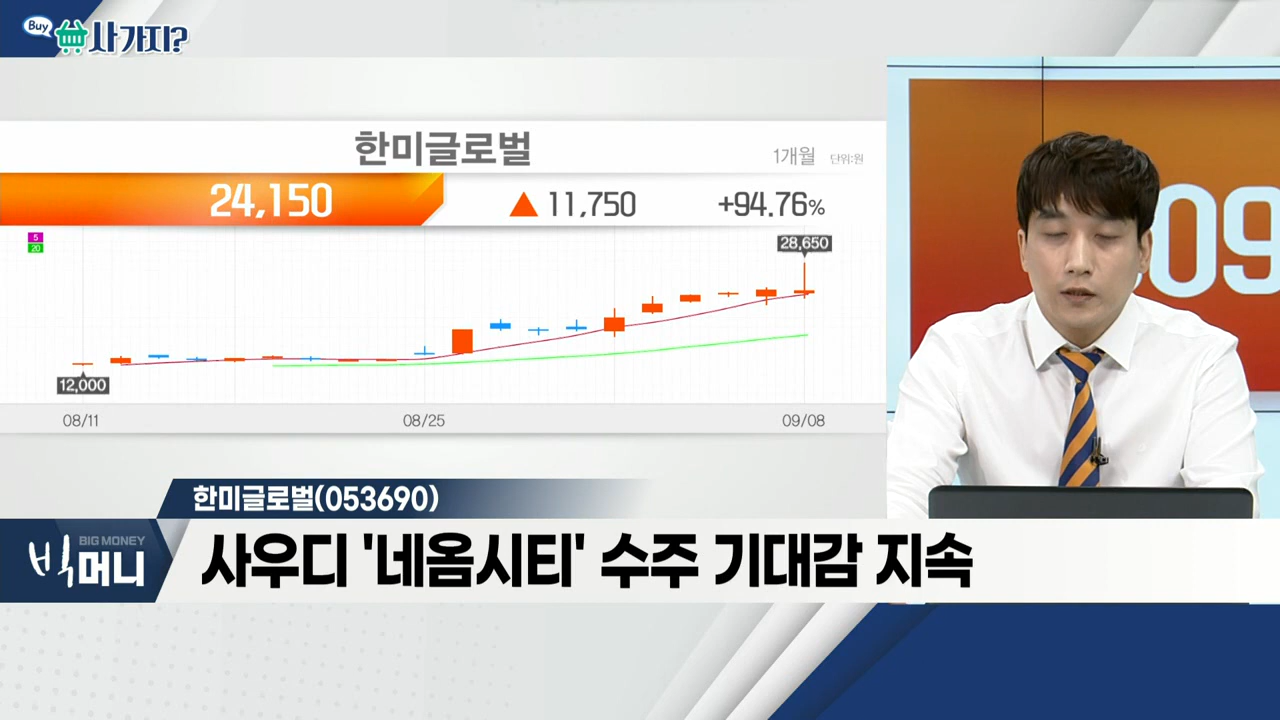 Buy
사가지?
한미글로벌
1개월 단위:원
24,150 ▲ 11,750 +94.76%
5
20
28,650
12,000
08/11 08/25 09/08
09
한미글로벌(053690)
BIG MONEY
빅머니
사우디 '네옴시티' 수주 기대감 지속